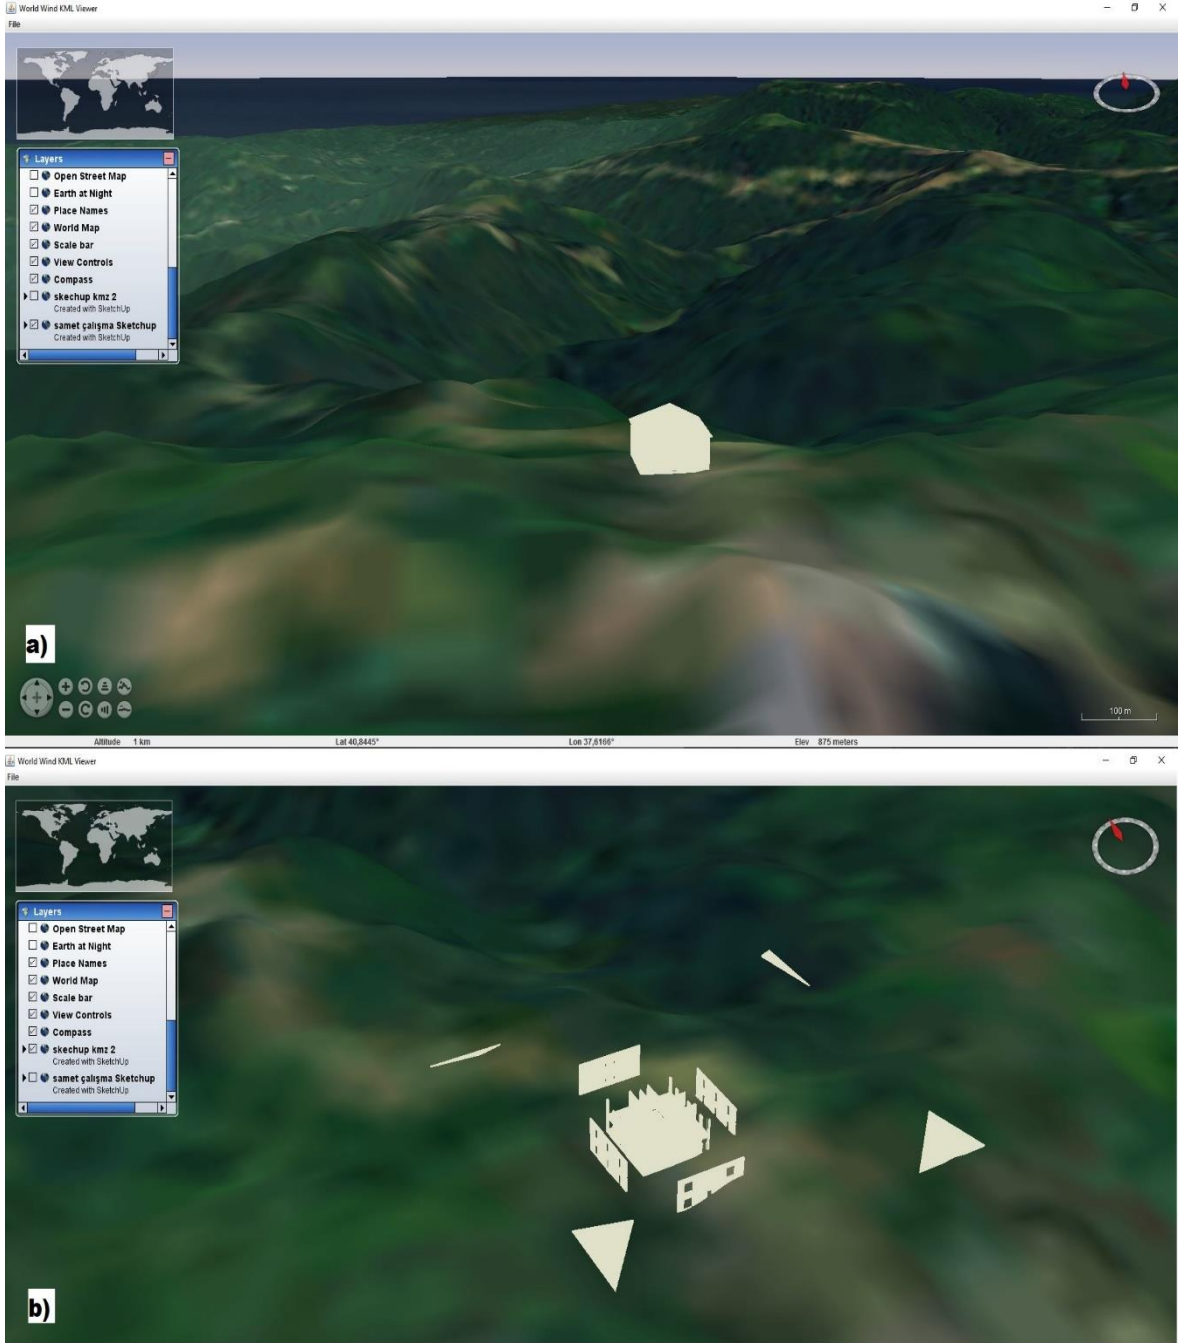 World Wind KML Viewer
File
Layers
Open Street Map
Earth at Night
Place Names
World Map
Scale bar
View Controls
Compass
skechup kmz 2
Created with SketchUp
samet çalışma Sketchup
Created with SketchUp
a)
100 m
Altitude 1 km Lat 40,8445° Lon 37,6166° Elev 875 meters
World Wind KML Viewer
File
Layers
Open Street Map
Earth at Night
Place Names
World Map
Scale bar
View Controls
Compass
skechup kmz 2
Created with SketchUp
samet çalışma Sketchup
Created with SketchUp
b)